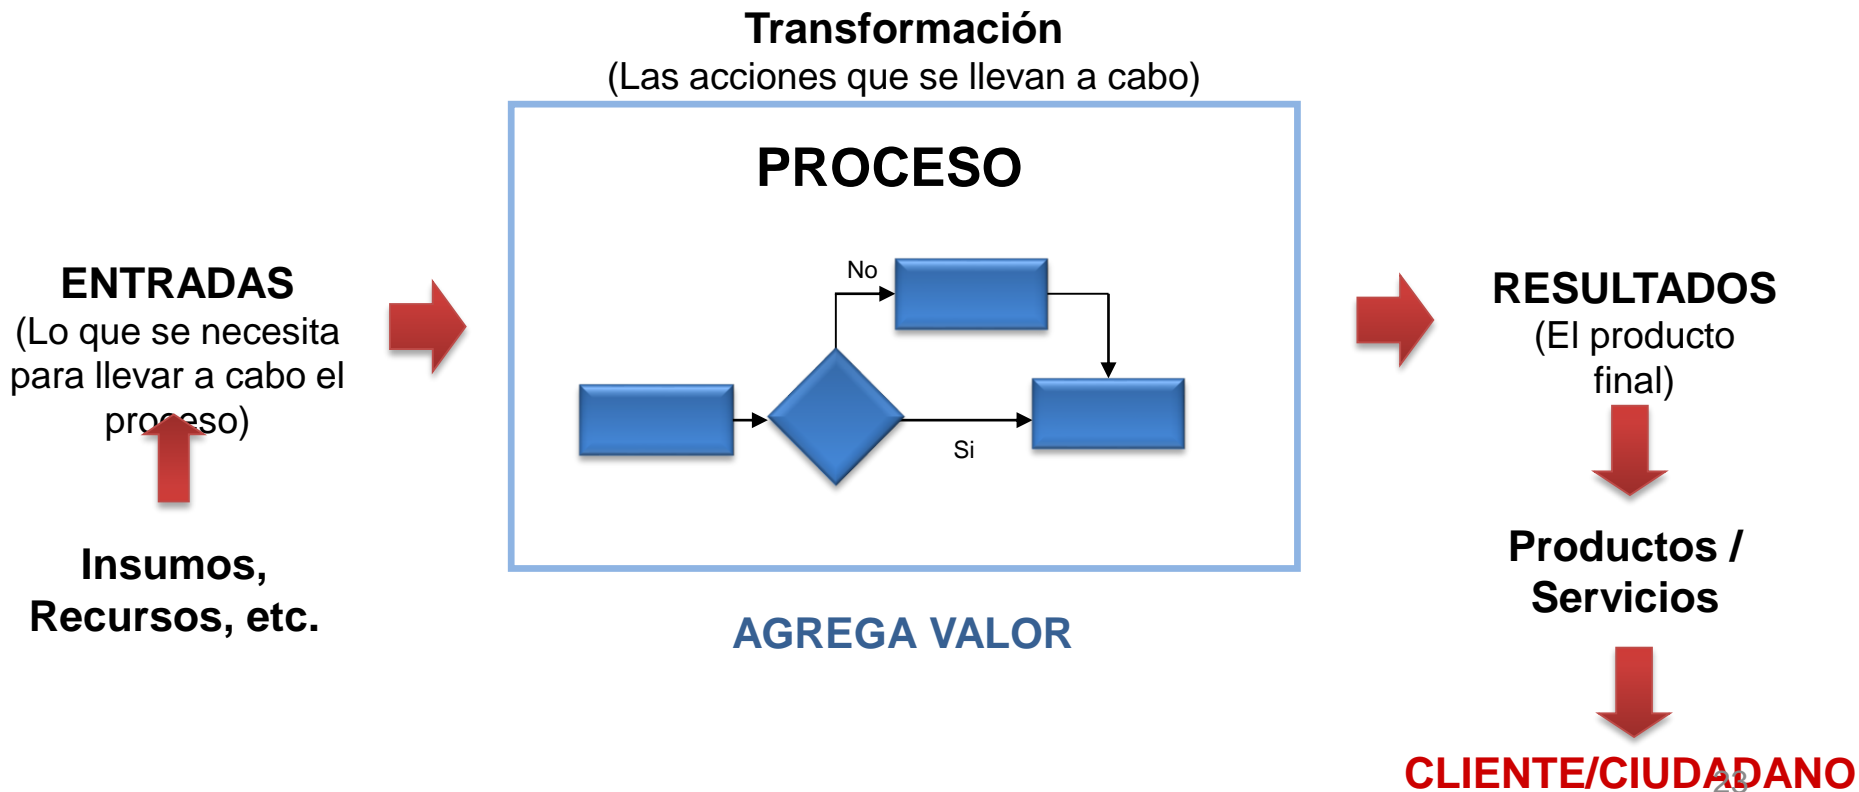 Transformación
(Las acciones que se llevan a cabo)
PROCESO
ENTRADAS
(Lo que se necesita
para llevar a cabo el
proceso)
Insumos,
Recursos, etc.
No
Si
AGREGA VALOR
RESULTADOS
(El producto
final)
Productos /
Servicios
CLIENTE/CIUDADANO
23